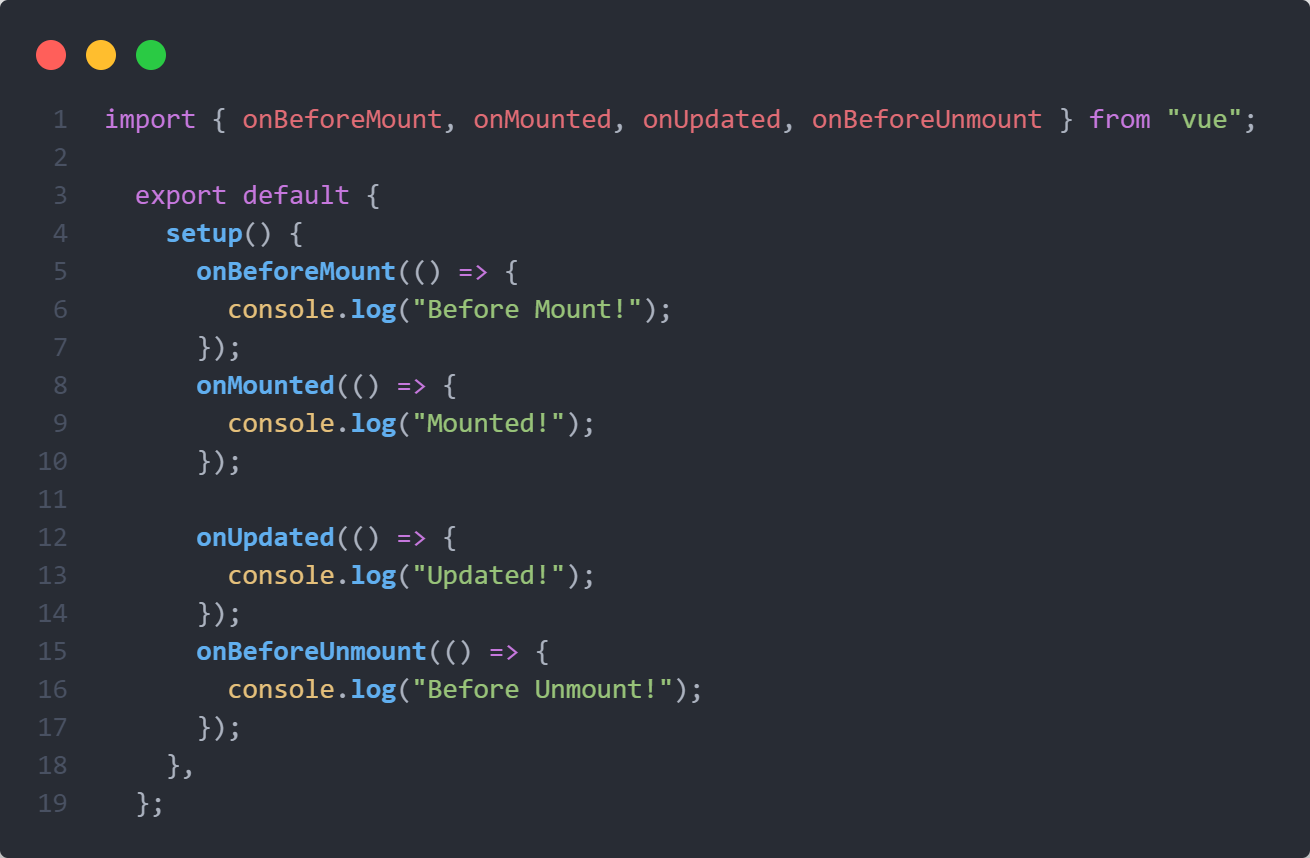 1 import { onBeforeMount, onMounted, onUpdated, onBeforeUnmount } from "vue";
2
3   export default {
4     setup() {
5       onBeforeMount(() => {
6         console.log("Before Mount!");
7       });
8       onMounted(() => {
9         console.log("Mounted!");
10       });
11
12       onUpdated(() => {
13         console.log("Updated!");
14       });
15       onBeforeUnmount(() => {
16         console.log("Before Unmount!");
17       });
18     },
19   };